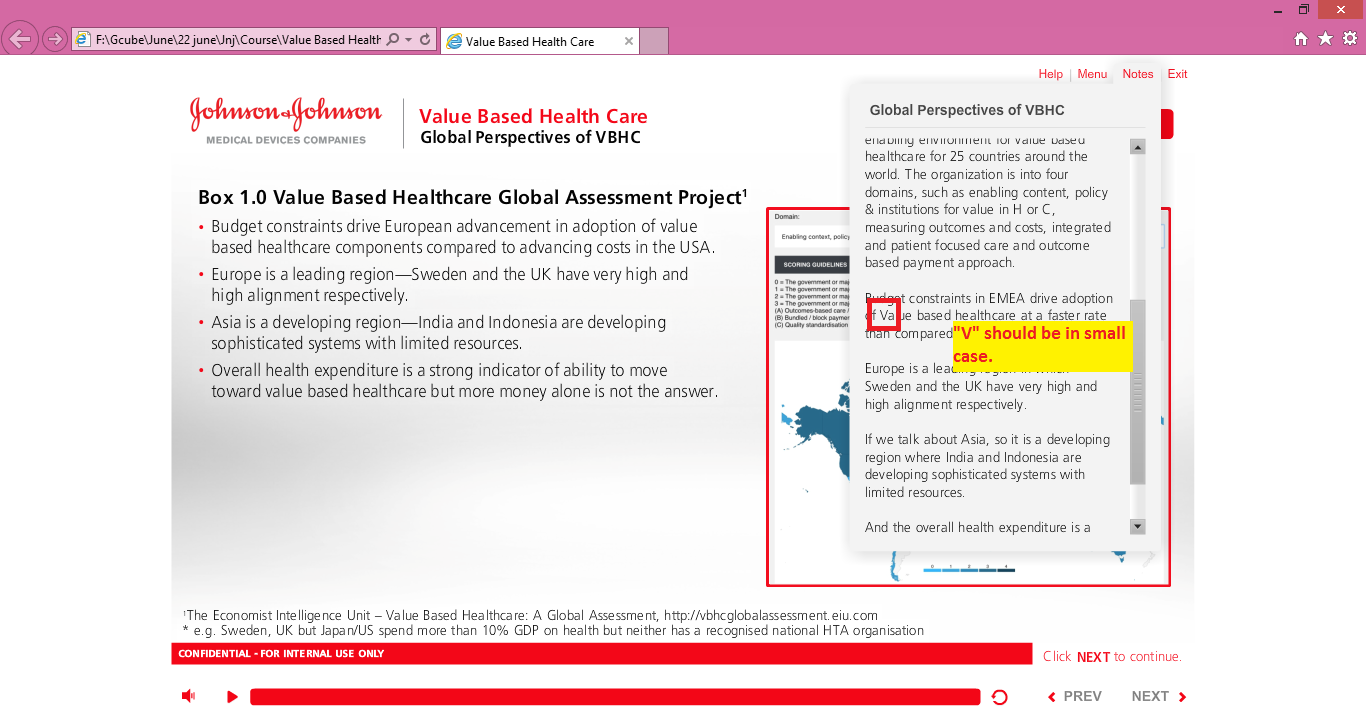 F:\Gcube\June\22 june\Jnj\Course\Value Based Health
Value Based Health Care
Help | Menu Notes Exit
Johnson & Johnson
MEDICAL DEVICES COMPANIES
Value Based Health Care
Global Perspectives of VBHC
Box 1.0 Value Based Healthcare Global Assessment Project¹
• Budget constraints drive European advancement in adoption of value
based healthcare components compared to advancing costs in the USA.
• Europe is a leading region—Sweden and the UK have very high and
high alignment respectively.
• Asia is a developing region—India and Indonesia are developing
sophisticated systems with limited resources.
• Overall health expenditure is a strong indicator of ability to move
toward value based healthcare but more money alone is not the answer.
Domain:
Enabling context, policy
SCORING GUIDELINES
0 = The government or ma
1 = The government or ma
2 = The government or ma
3 = The government or ma
(A) Outcomes-based care /
(B) Bundled / block paymen
(C) Quality standardisation
0 1 2 3 4
Global Perspectives of VBHC
enabling environment for value based
healthcare for 25 countries around the
world. The organization is into four
domains, such as enabling content, policy
& institutions for value in H or C,
measuring outcomes and costs, integrated
and patient focused care and outcome
based payment approach.
Budget constraints in EMEA drive adoption
of Value based healthcare at a faster rate
than compared
"V" should be in small
case.
Europe is a leading region in which
Sweden and the UK have very high and
high alignment respectively.
If we talk about Asia, so it is a developing
region where India and Indonesia are
developing sophisticated systems with
limited resources.
And the overall health expenditure is a
¹The Economist Intelligence Unit – Value Based Healthcare: A Global Assessment, http://vbhcglobalassessment.eiu.com
* e.g. Sweden, UK but Japan/US spend more than 10% GDP on health but neither has a recognised national HTA organisation
CONFIDENTIAL - FOR INTERNAL USE ONLY
Click NEXT to continue.
PREV NEXT